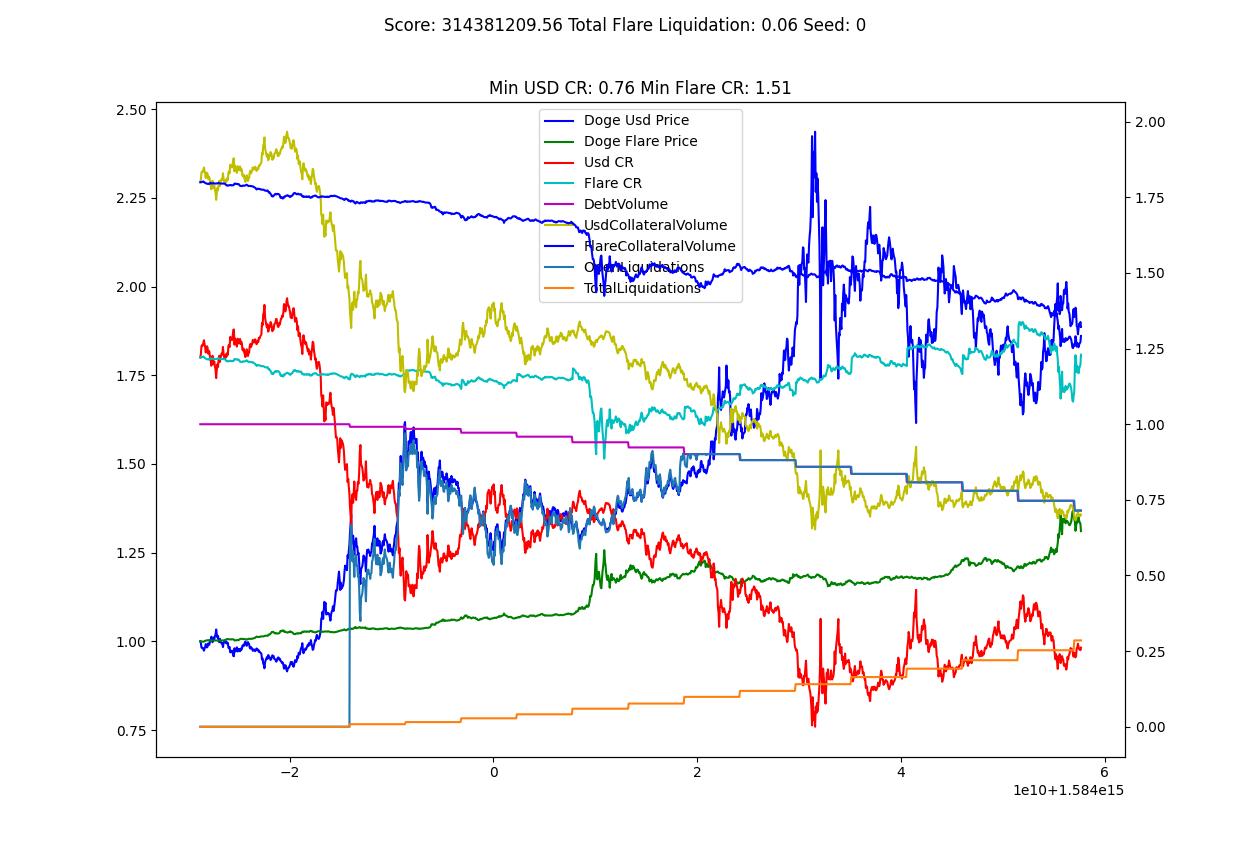 Score: 314381209.56 Total Flare Liquidation: 0.06 Seed: 0
Min USD CR: 0.76 Min Flare CR: 1.51
2.50
2.25
2.00
1.75
1.50
1.25
1.00
0.75
Doge Usd Price
Doge Flare Price
Usd CR
Flare CR
DebtVolume
UsdCollateralVolume
FlareCollateralVolume
OpenLiquidations
TotalLiquidations
2.00
1.75
1.50
1.25
1.00
0.75
0.50
0.25
0.00
−2
0
2
4
6
1e10+1.584e15